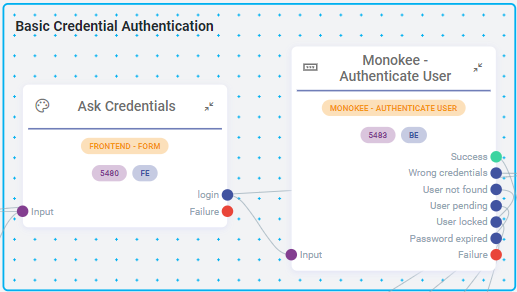 Basic Credential Authentication
Ask Credentials
FRONTEND - FORM
5480 FE
login
Input Failure
Monokee -
Authenticate User
MONOKEE - AUTHENTICATE USER
5483 BE
Success
Wrong credentials
User not found
User pending
User locked
Password expired
Input Failure